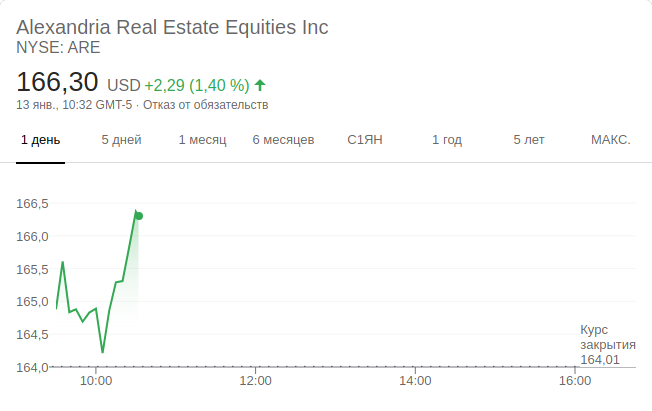 Alexandria Real Estate Equities Inc
NYSE: ARE
166,30 USD +2,29 (1,40 %)
13 янв., 10:32 GMT-5 · Отказ от обязательств
1 день 5 дней 1 месяц 6 месяцев С1ЯН 1 год 5 лет МАКС.
166,5
166,0
165,5
165,0
164,5
164,0
Курс
закрытия
164,01
10:00 12:00 14:00 16:00